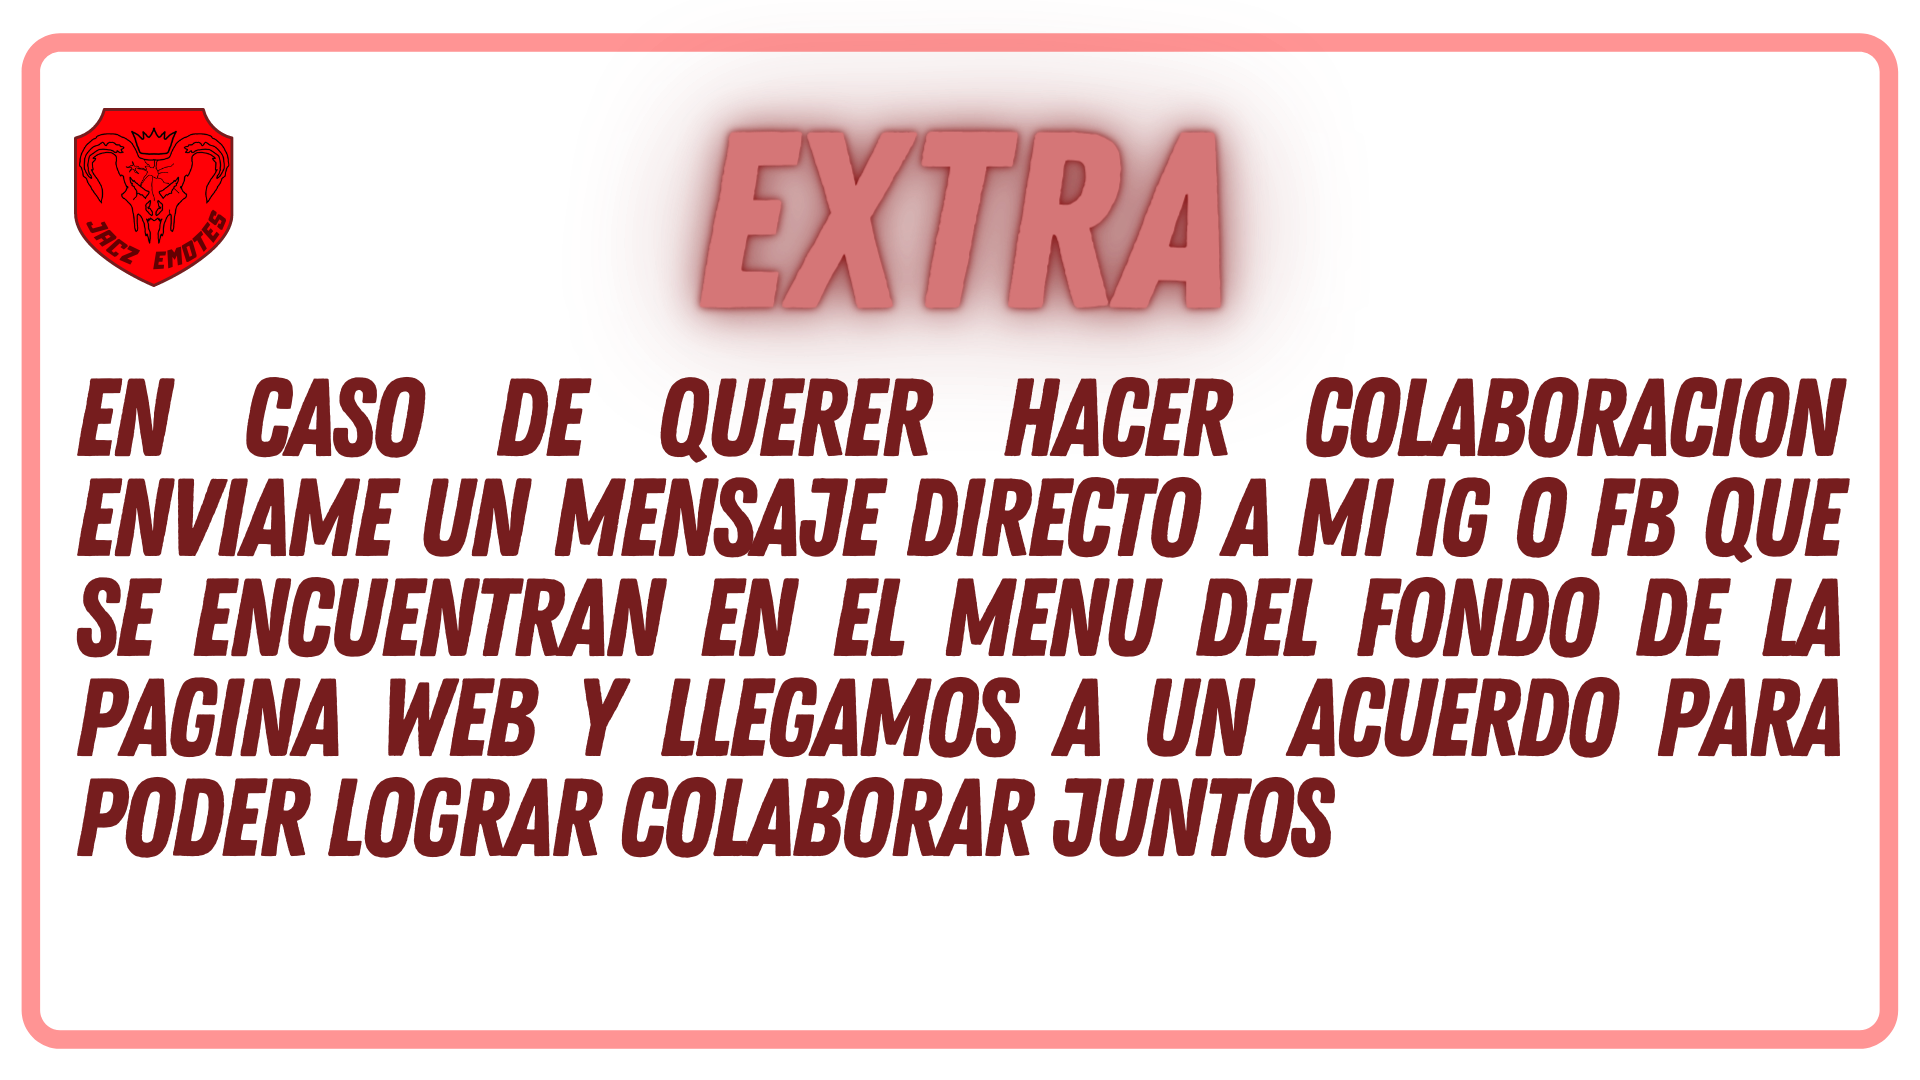 EXTRA
JACZ EMOTES
EN CASO DE QUERER HACER COLABORACION
ENVIAME UN MENSAJE DIRECTO A MI IG O FB QUE
SE ENCUENTRAN EN EL MENU DEL FONDO DE LA
PAGINA WEB Y LLEGAMOS A UN ACUERDO PARA
PODER LOGRAR COLABORAR JUNTOS